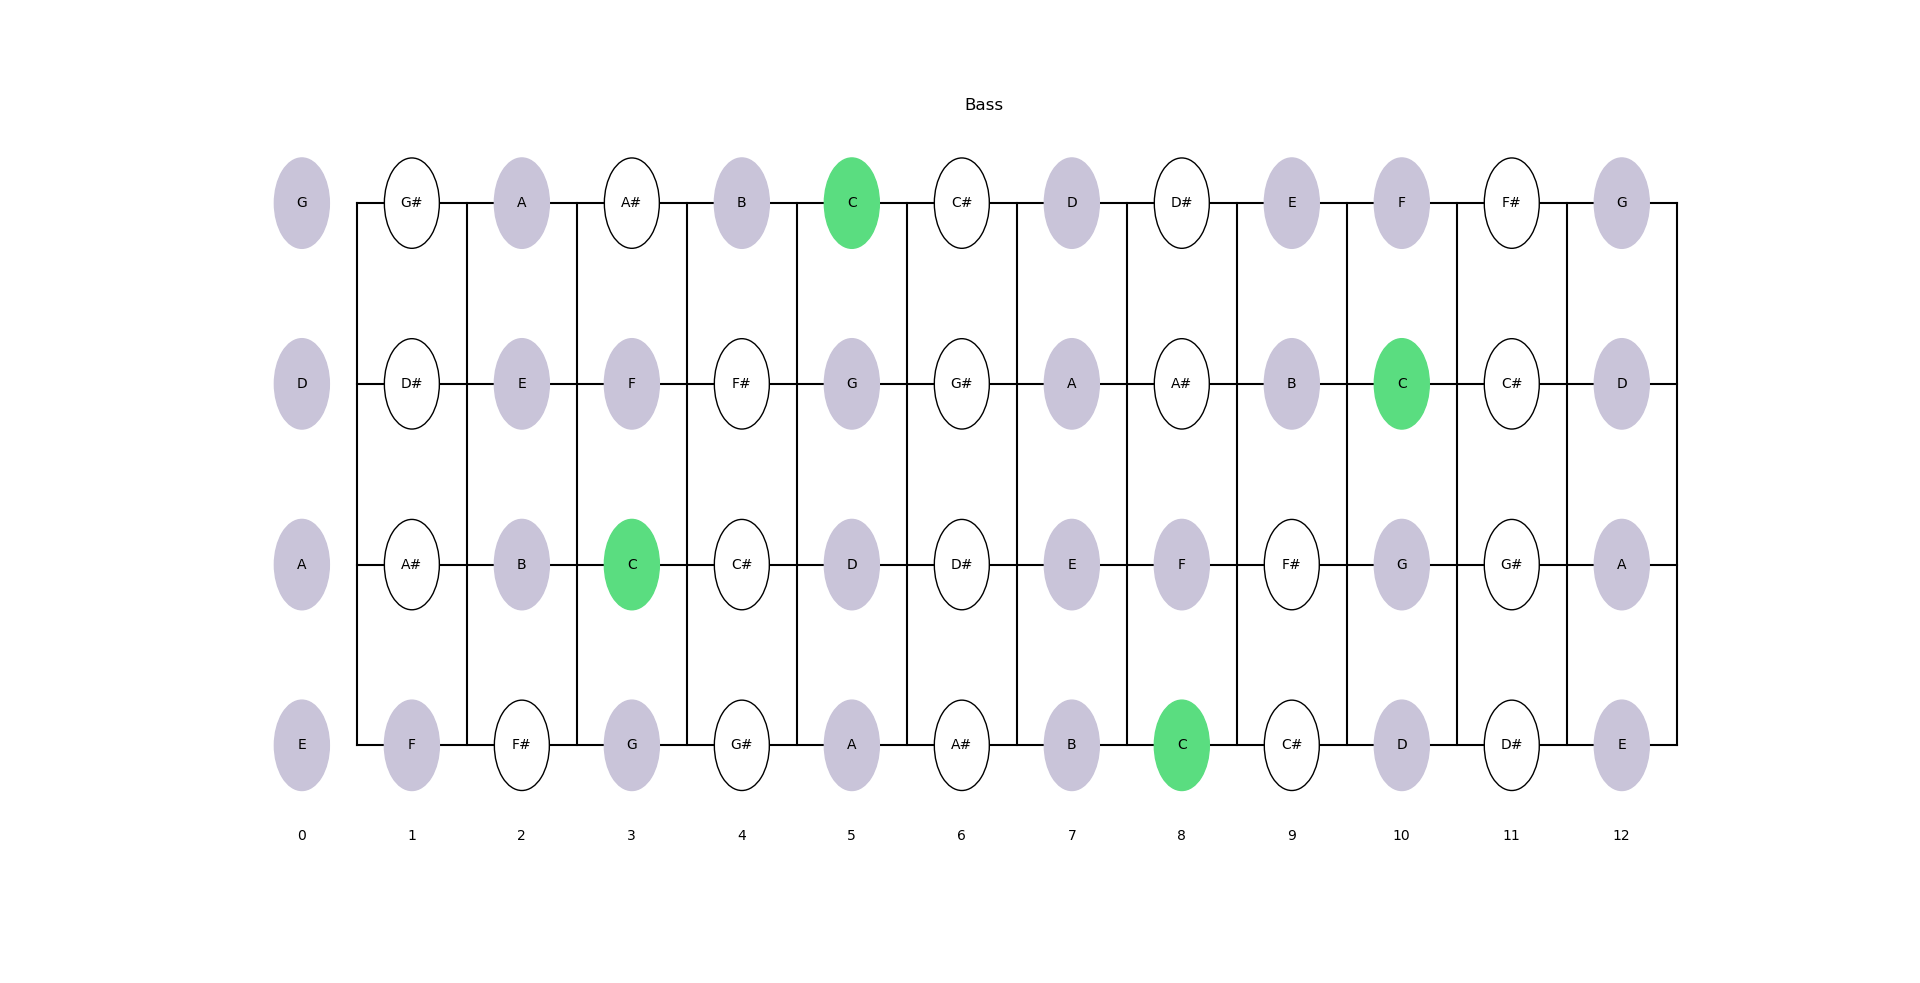 Bass
G G# A A# B C C# D D# E F F# G
D D# E F F# G G# A A# B C C# D
A A# B C C# D D# E F F# G G# A
E F F# G G# A A# B C C# D D# E
0 1 2 3 4 5 6 7 8 9 10 11 12